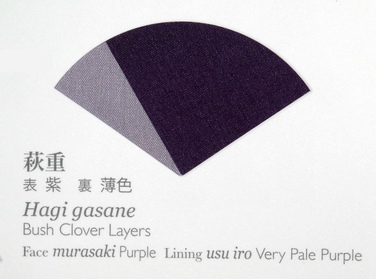 萩重
表 紫 裏 薄色
Hagi gasane
Bush Clover Layers
Face murasaki Purple Lining usu iro Very Pale Purple